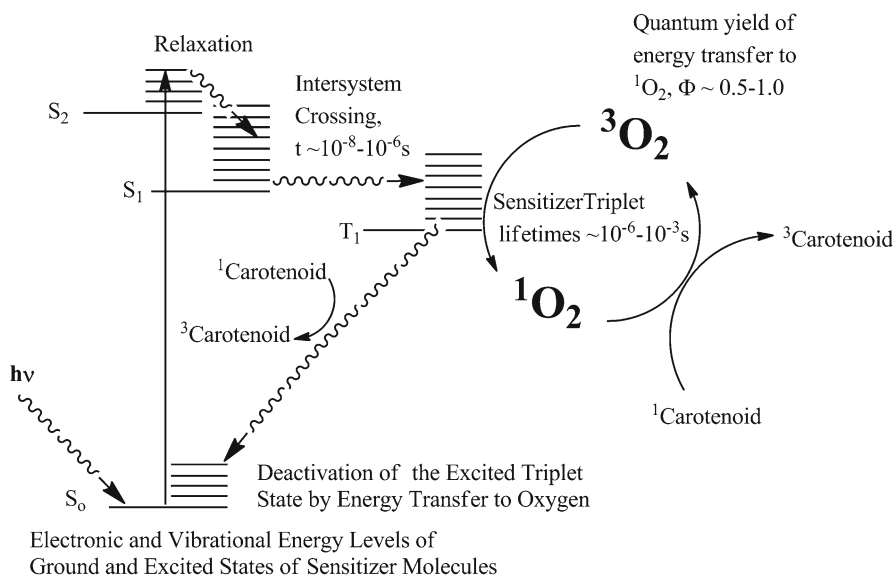 Relaxation
Quantum yield of
energy transfer to
¹O₂, Φ ~ 0.5-1.0
Intersystem
Crossing,
t ~10⁻⁸-10⁻⁶s
S₂
³O₂
S₁
SensitizerTriplet
lifetimes ~10⁻⁶-10⁻³s
T₁
³Carotenoid
¹Carotenoid
¹O₂
³Carotenoid
hν
¹Carotenoid
Deactivation of the Excited Triplet
State by Energy Transfer to Oxygen
Sₒ
Electronic and Vibrational Energy Levels of
Ground and Excited States of Sensitizer Molecules